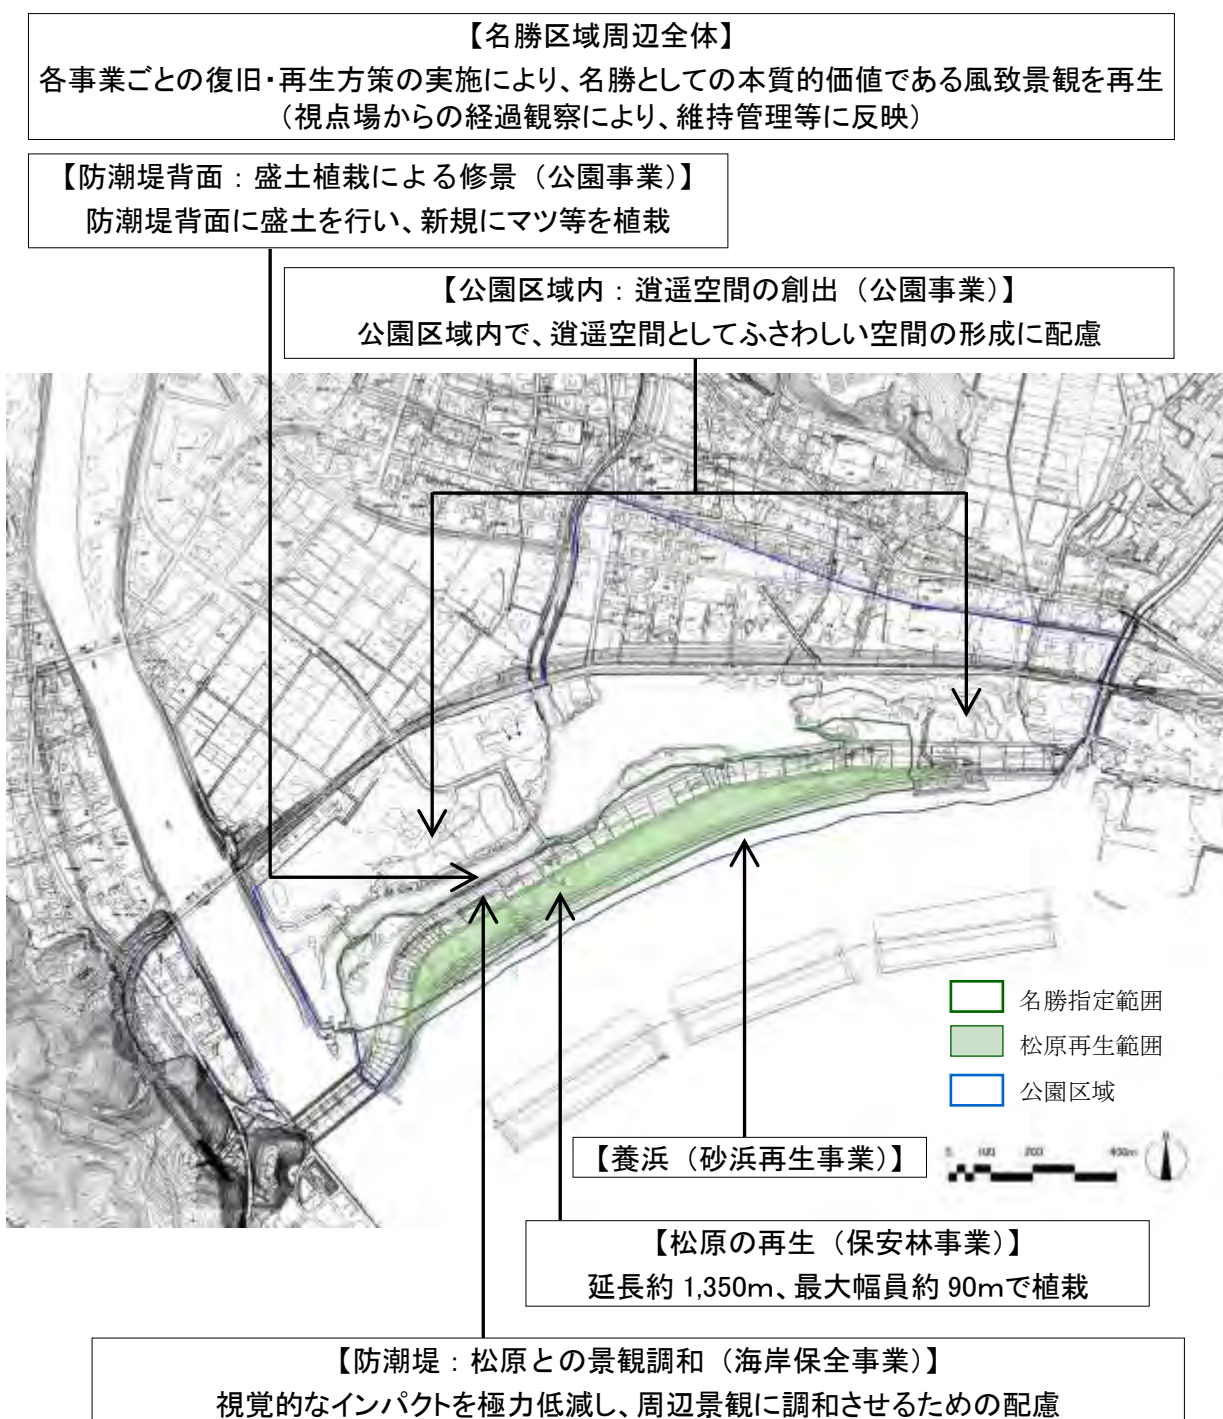 【名勝区域周辺全体】
各事業ごとの復旧・再生方策の実施により、名勝としての本質的価値である風致景観を再生
（視点場からの経過観察により、維持管理等に反映）
【防潮堤背面：盛土植栽による修景（公園事業）】
防潮堤背面に盛土を行い、新規にマツ等を植栽
【公園区域内：逍遥空間の創出（公園事業）】
公園区域内で、逍遥空間としてふさわしい空間の形成に配慮
名勝指定範囲
松原再生範囲
公園区域
100 200 400m
【養浜（砂浜再生事業）】
【松原の再生（保安林事業）】
延長約 1,350m、最大幅員約 90mで植栽
【防潮堤：松原との景観調和（海岸保全事業）】
視覚的なインパクトを極力低減し、周辺景観に調和させるための配慮